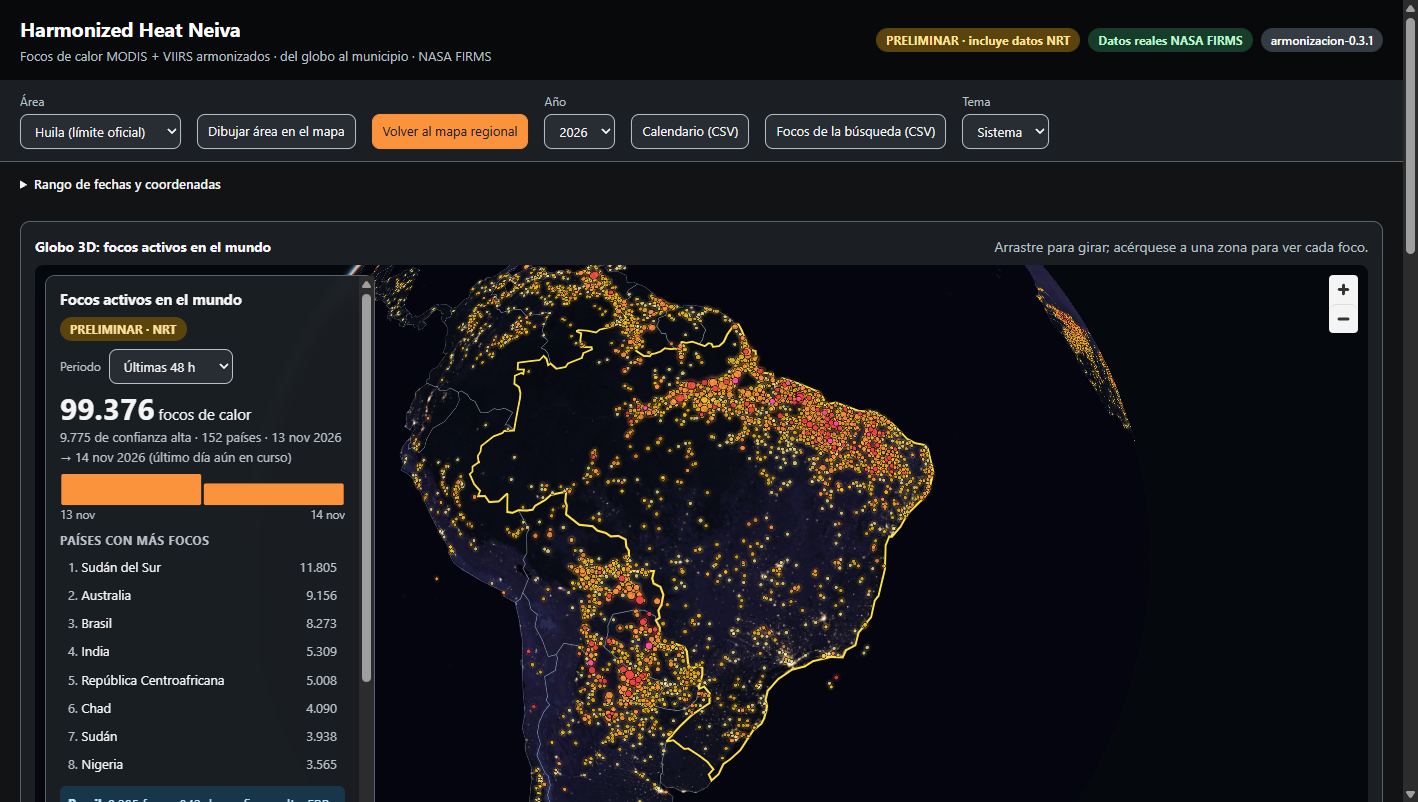 Harmonized Heat Neiva
Focos de calor MODIS + VIIRS armonizados · del globo al municipio · NASA FIRMS
PRELIMINAR · incluye datos NRT
Datos reales NASA FIRMS
armonizacion-0.3.1
Área
Huila (límite oficial)
Dibujar área en el mapa
Volver al mapa regional
Año
2026
Calendario (CSV)
Focos de la búsqueda (CSV)
Tema
Sistema
Rango de fechas y coordenadas
Globo 3D: focos activos en el mundo
Arrastre para girar; acérquese a una zona para ver cada foco.
Focos activos en el mundo
PRELIMINAR · NRT
Periodo
Últimas 48 h
99.376 focos de calor
9.775 de confianza alta · 152 países · 13 nov 2026
→ 14 nov 2026 (último día aún en curso)
13 nov
14 nov
PAÍSES CON MÁS FOCOS
1. Sudán del Sur 11.805
2. Australia 9.156
3. Brasil 8.273
4. India 5.309
5. República Centroafricana 5.008
6. Chad 4.090
7. Sudán 3.938
8. Nigeria 3.565